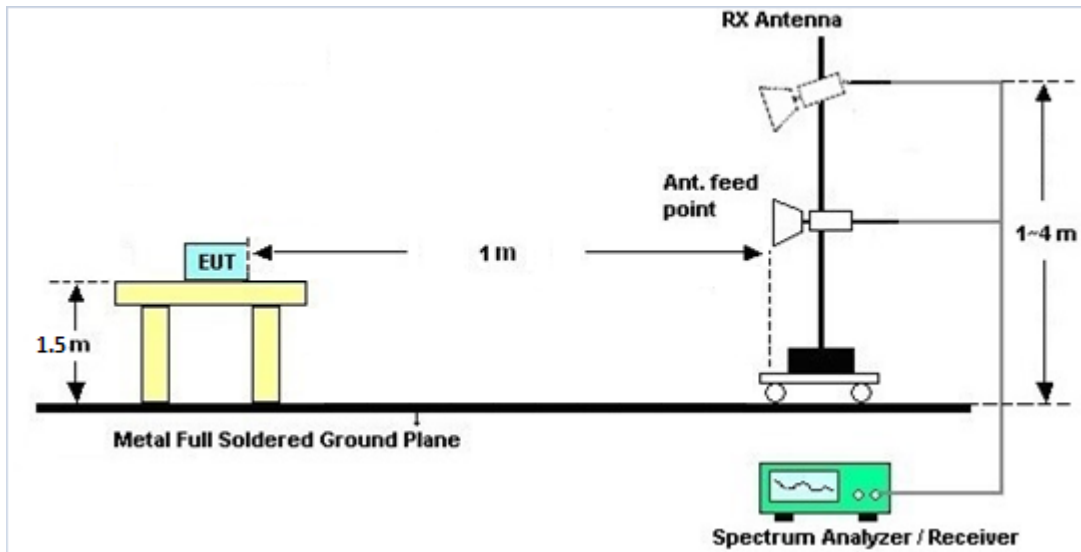 RX Antenna
Ant. feed
point
EUT
1 m
1~4 m
1.5 m
Metal Full Soldered Ground Plane
Spectrum Analyzer / Receiver